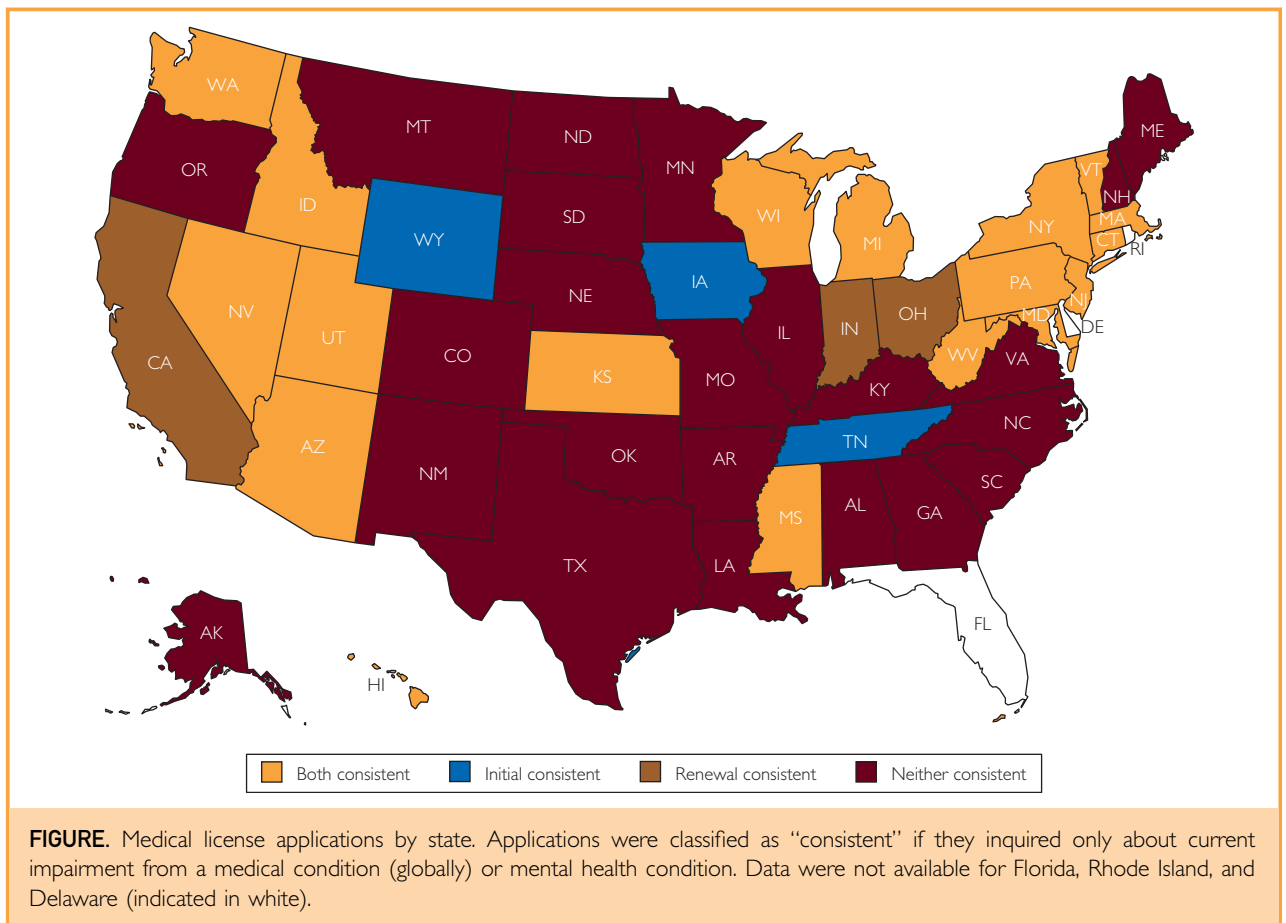 WA
MT
ND
MN
ME
OR
ID
SD
WI
VT
NH
WY
MI
NY
MA
CT
RI
IA
NE
PA
NJ
NV
UT
IL
IN
OH
MD
DE
CO
KS
MO
WV
VA
CA
KY
AZ
NM
OK
AR
TN
NC
SC
MS
AL
GA
TX
LA
FL
AK
HI
Both consistent
Initial consistent
Renewal consistent
Neither consistent
FIGURE. Medical license applications by state. Applications were classified as “consistent” if they inquired only about current
impairment from a medical condition (globally) or mental health condition. Data were not available for Florida, Rhode Island, and
Delaware (indicated in white).